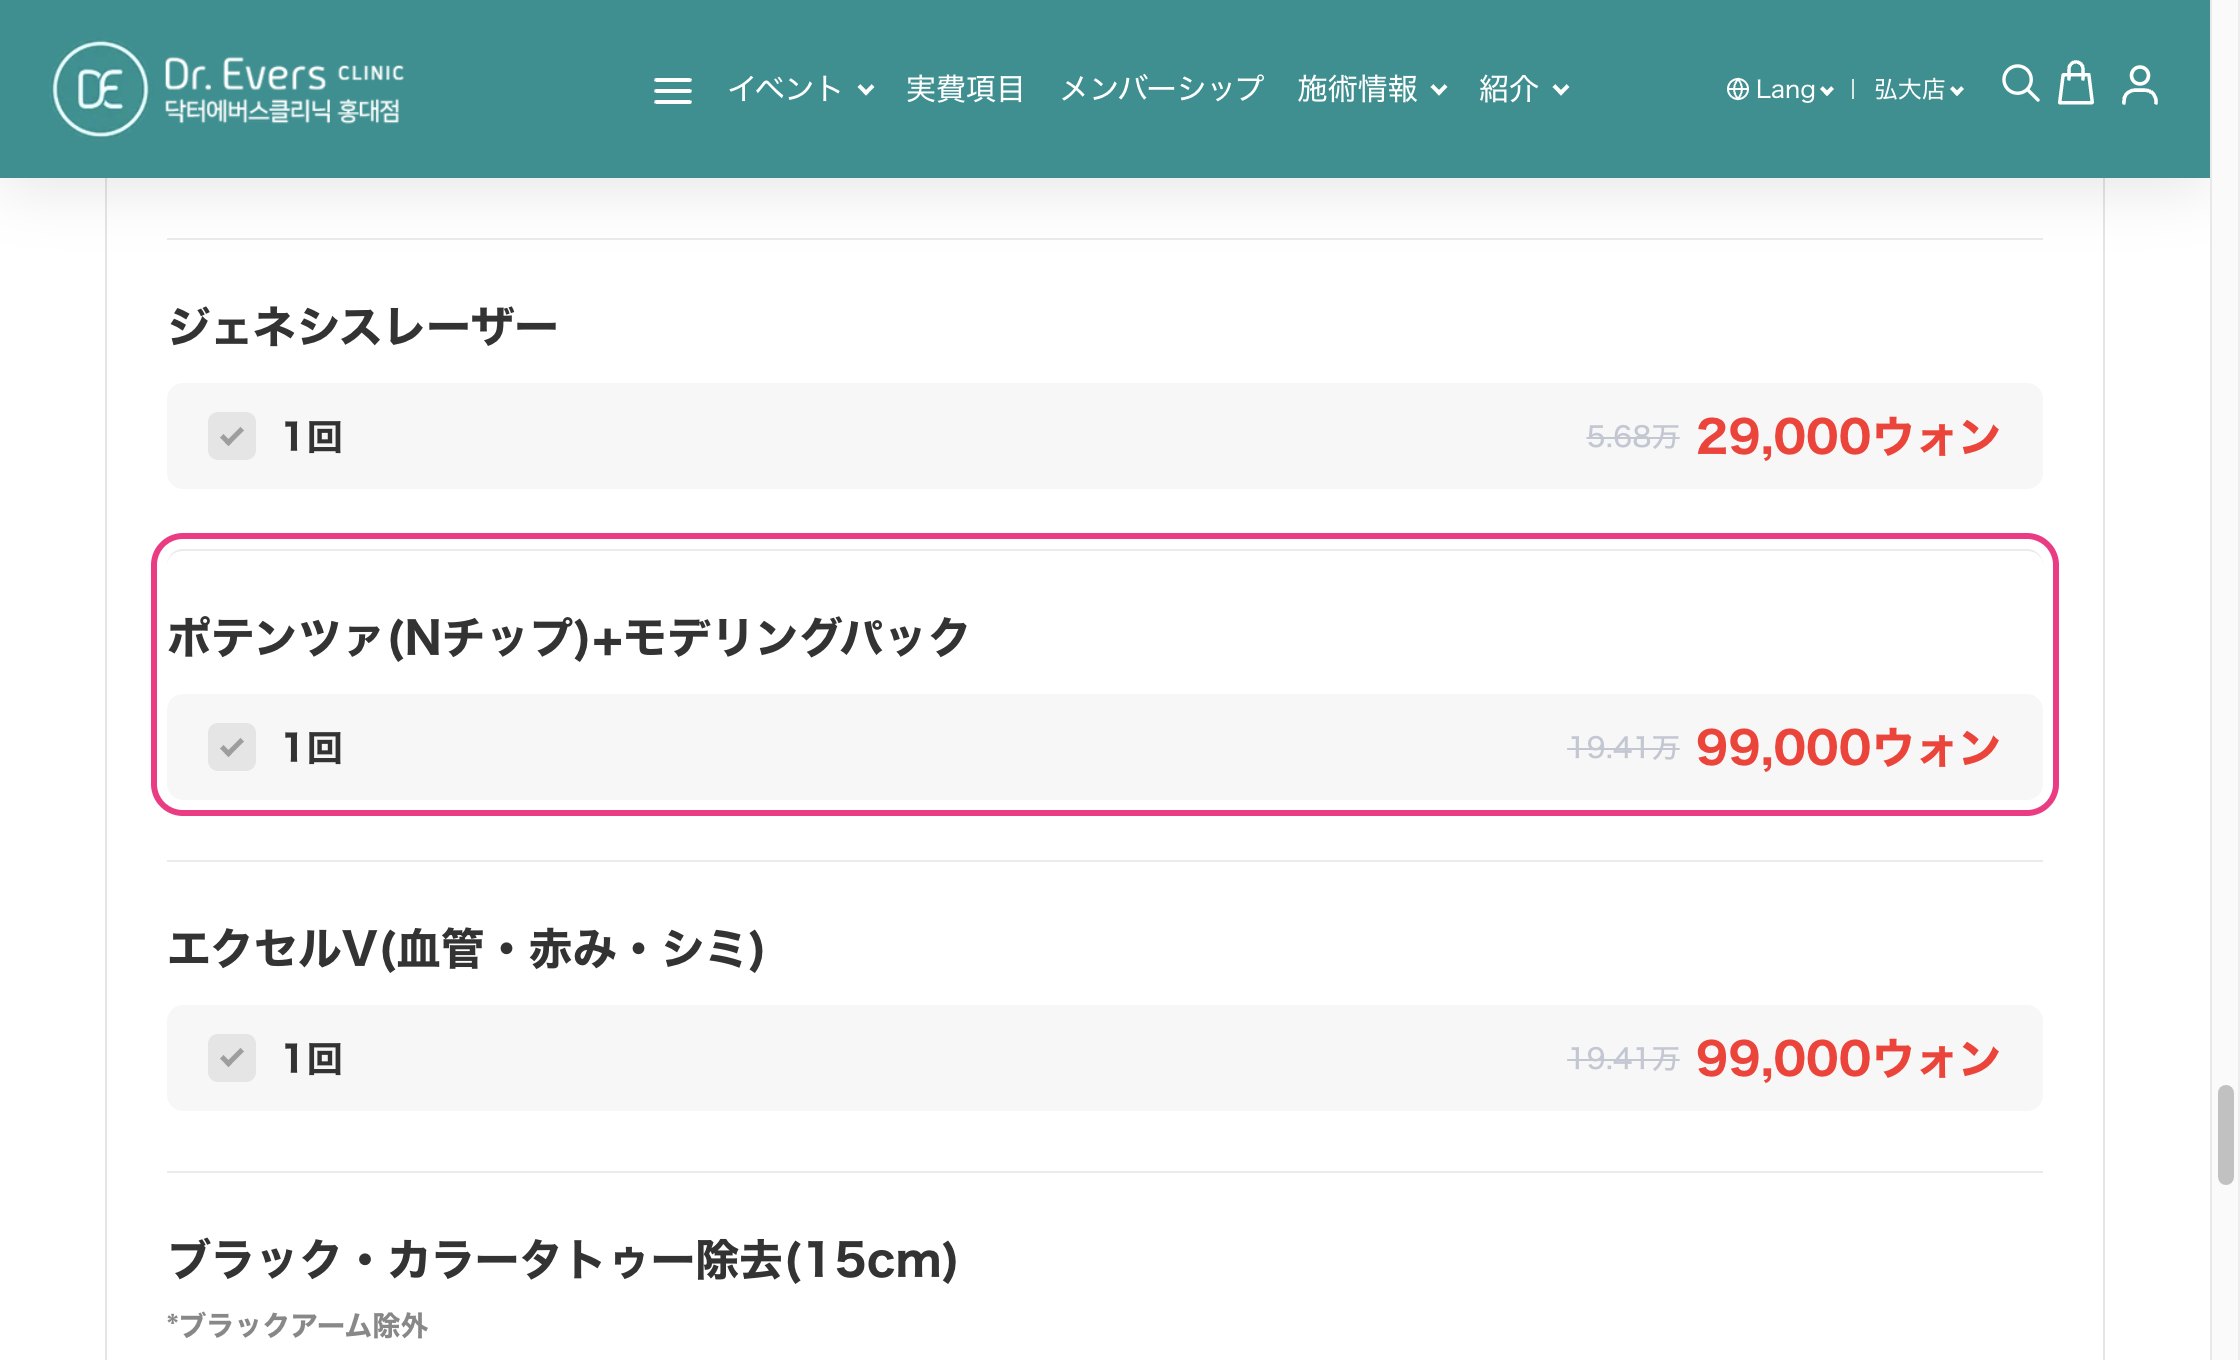 Dr. Evers CLINIC
닥터에버스클리닉 홍대점
イベント 実費項目 メンバーシップ 施術情報 紹介
Lang | 弘大店
ジェネシスレーザー
1回 5.68万 29,000ウォン
ポテンツァ(Nチップ)+モデリングパック
1回 19.41万 99,000ウォン
エクセルV(血管・赤み・シミ)
1回 19.41万 99,000ウォン
ブラック・カラータトゥー除去(15cm)
*ブラックアーム除外